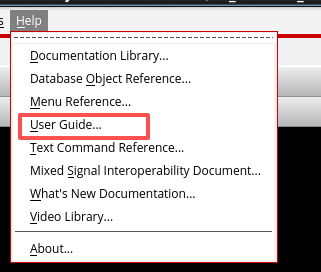 Help
Documentation Library...
Database Object Reference...
Menu Reference...
User Guide...
Text Command Reference...
Mixed Signal Interoperability Document...
What's New Documentation...
Video Library...
About...